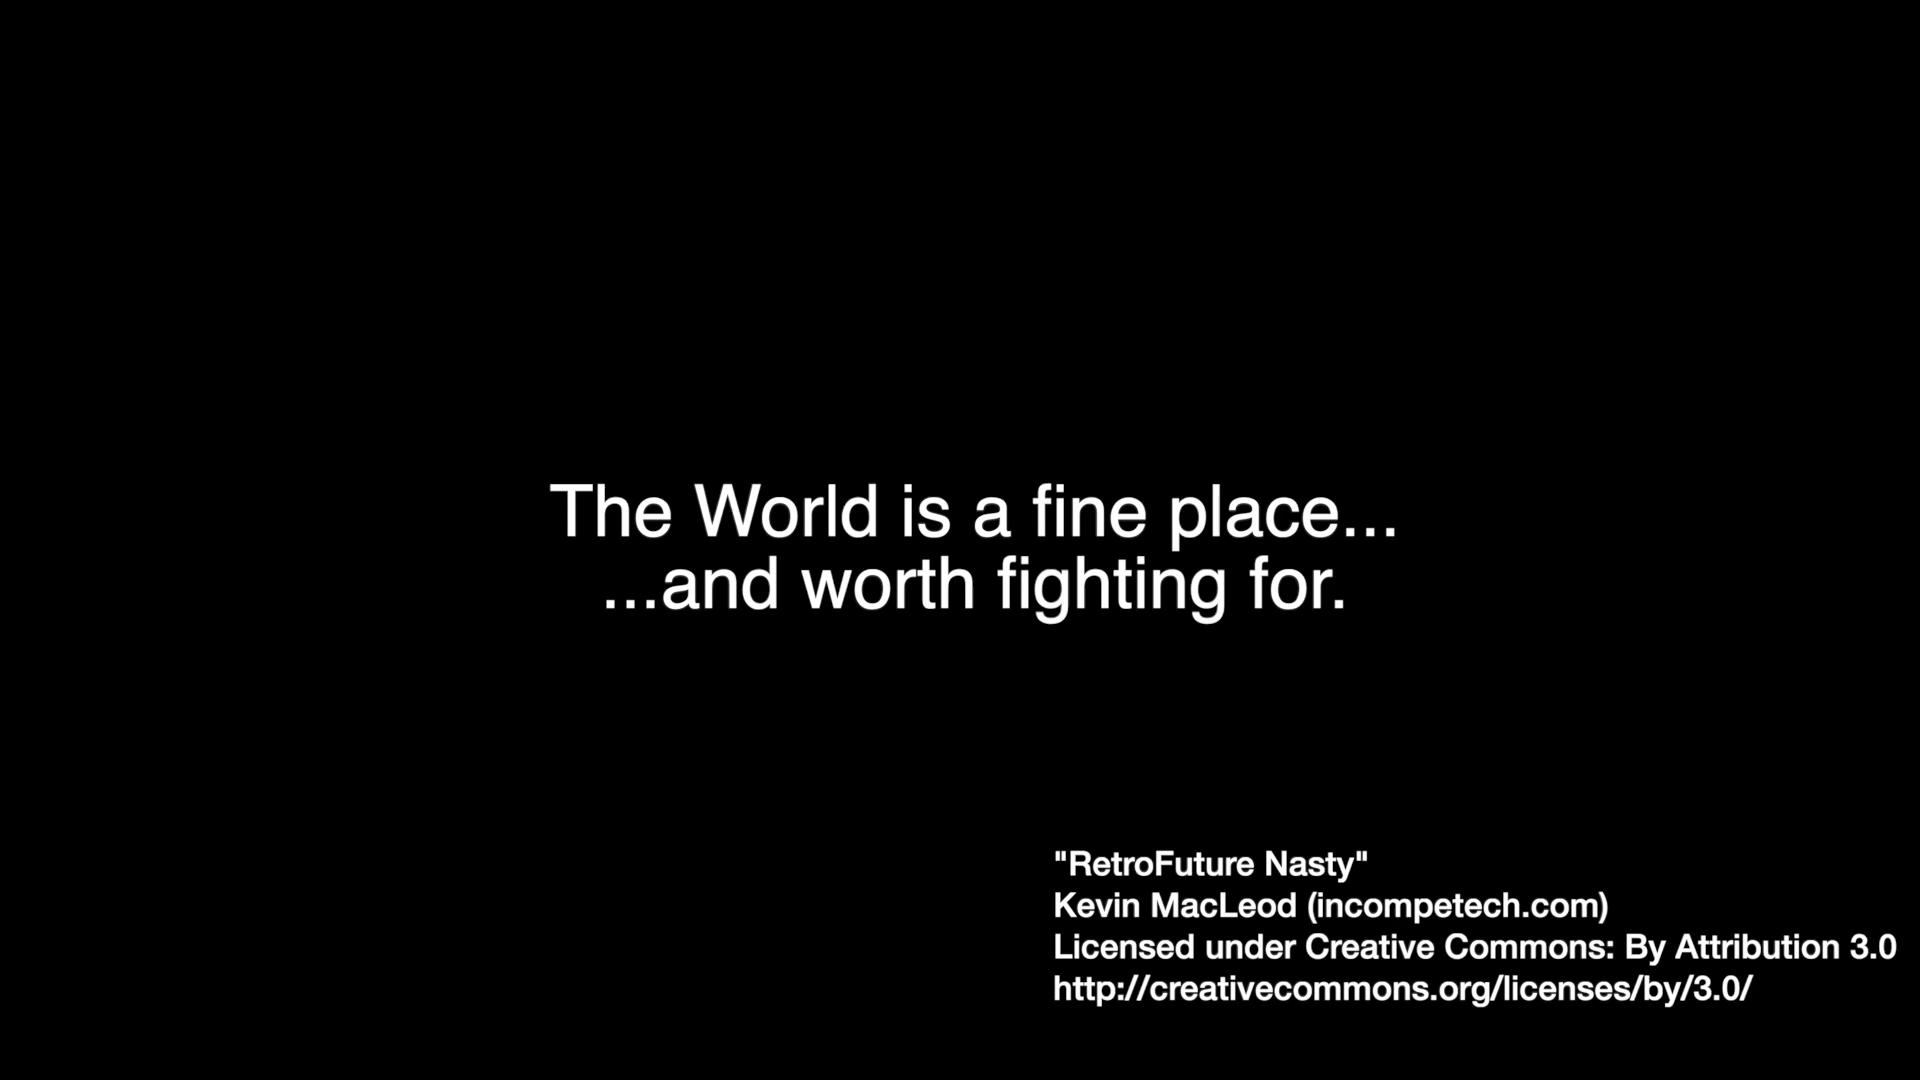 The World is a fine place...
...and worth fighting for.
"RetroFuture Nasty"
Kevin MacLeod (incompetech.com)
Licensed under Creative Commons: By Attribution 3.0
http://creativecommons.org/licenses/by/3.0/